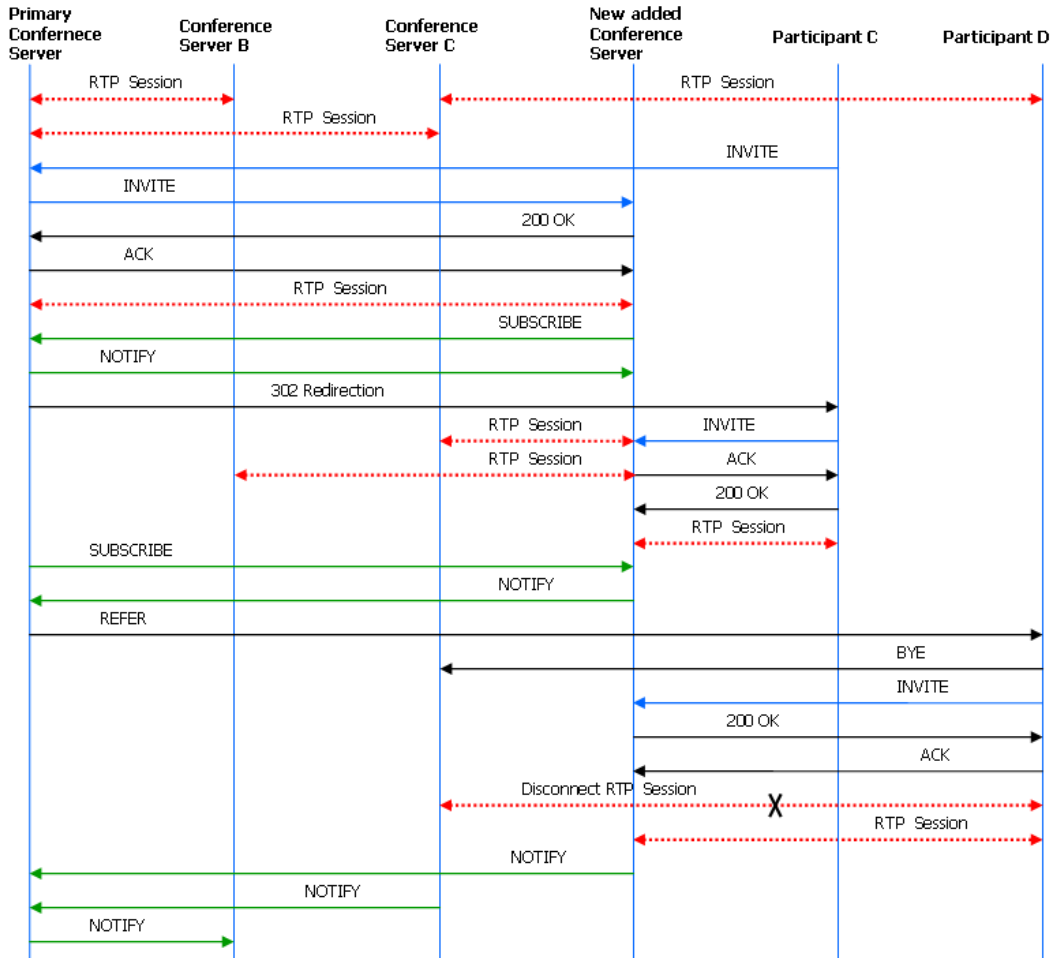 Primary
Confernece
Server
Conference
Server B
Conference
Server C
New added
Conference
Server
Participant C
Participant D
RTP Session
RTP Session
RTP Session
INVITE
INVITE
200 OK
ACK
RTP Session
SUBSCRIBE
NOTIFY
302 Redirection
RTP Session
INVITE
RTP Session
ACK
200 OK
RTP Session
SUBSCRIBE
NOTIFY
REFER
BYE
INVITE
200 OK
ACK
Disconnect RTP Session
X
RTP Session
NOTIFY
NOTIFY
NOTIFY